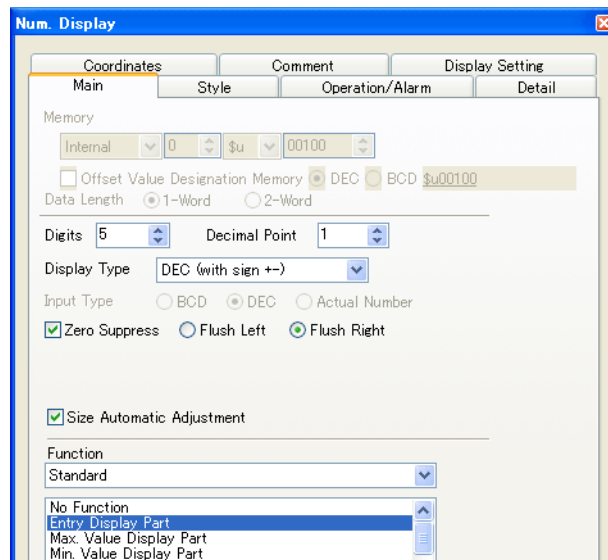 Num. Display
Coordinates Comment Display Setting
Main Style Operation/Alarm Detail
Memory
Internal 0 $u 00100
Offset Value Designation Memory DEC BCD $u00100
Data Length 1-Word 2-Word
Digits 5 Decimal Point 1
Display Type DEC (with sign +-)
Input Type BCD DEC Actual Number
Zero Suppress Flush Left Flush Right
Size Automatic Adjustment
Function
Standard
No Function
Entry Display Part
Max. Value Display Part
Min. Value Display Part